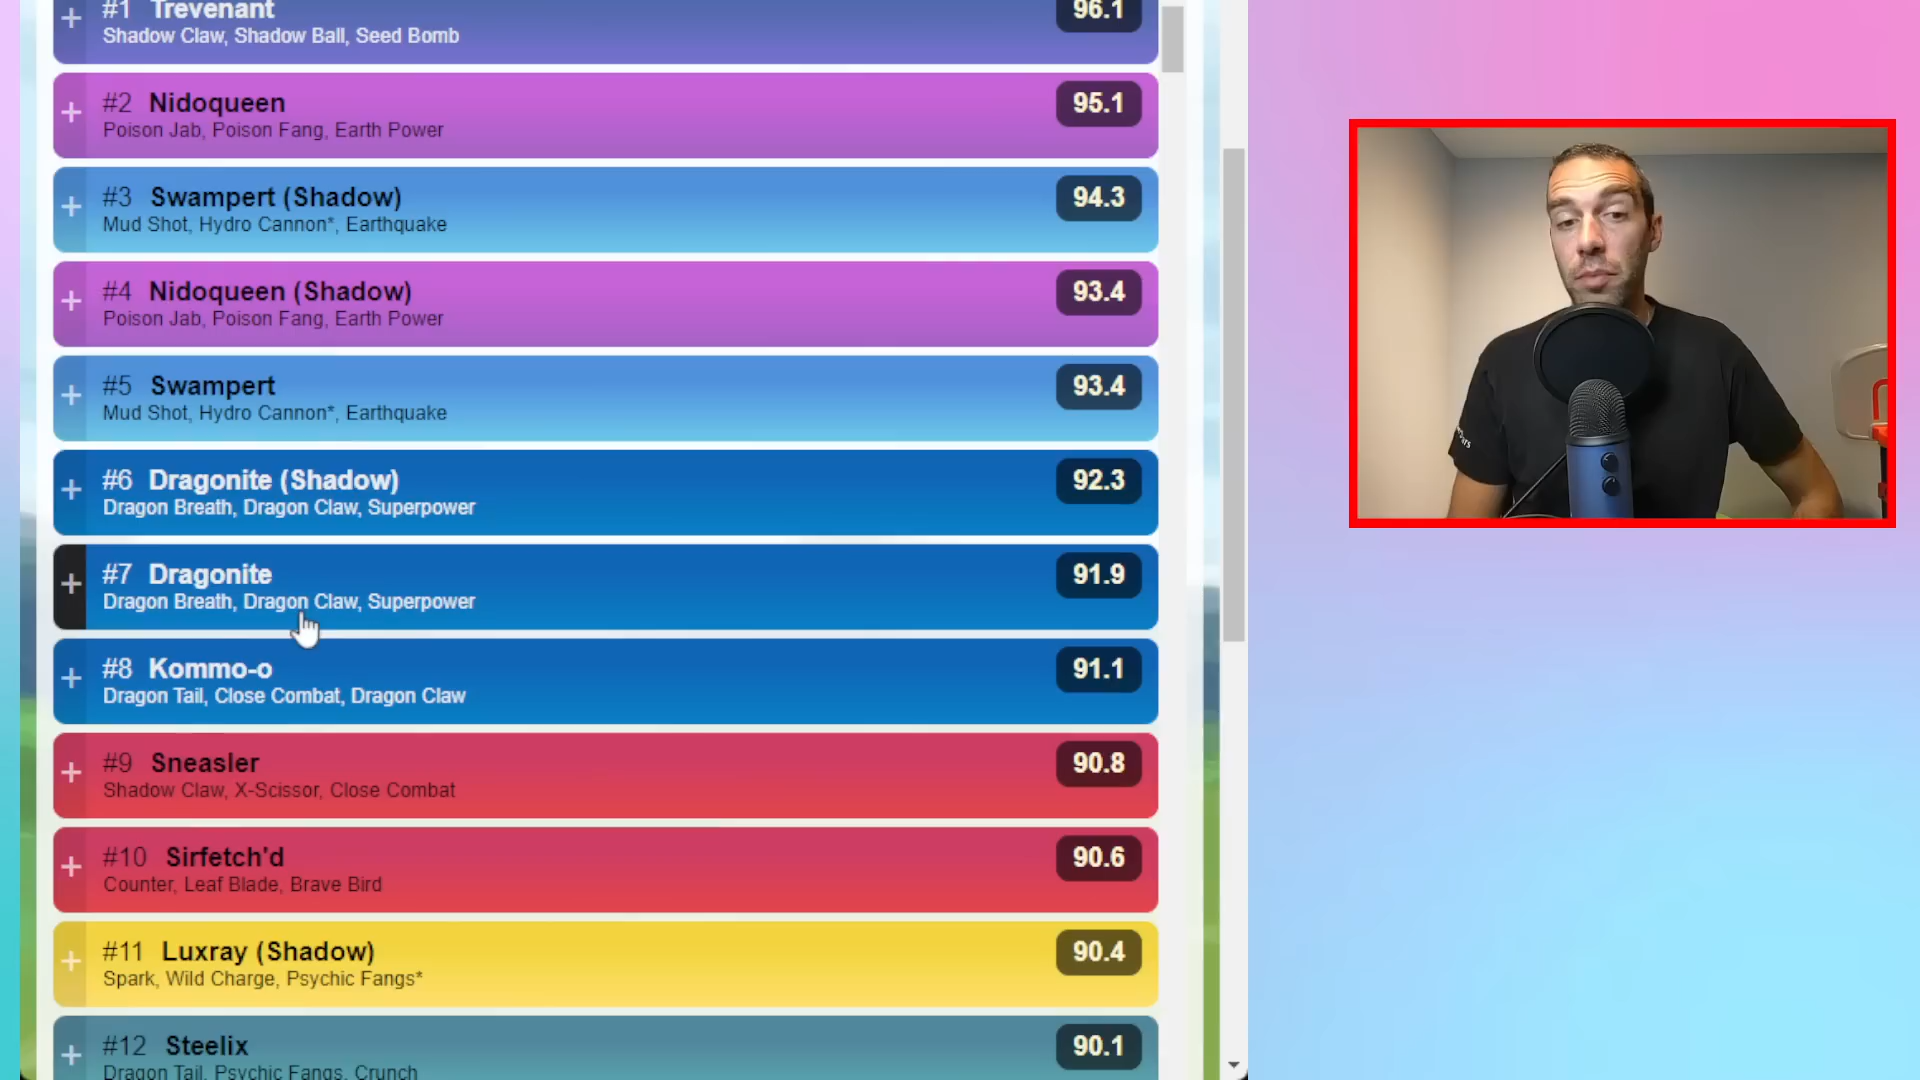 #1 Trevenant
96.1
Shadow Claw, Shadow Ball, Seed Bomb
#2 Nidoqueen
95.1
Poison Jab, Poison Fang, Earth Power
#3 Swampert (Shadow)
94.3
Mud Shot, Hydro Cannon*, Earthquake
#4 Nidoqueen (Shadow)
93.4
Poison Jab, Poison Fang, Earth Power
#5 Swampert
93.4
Mud Shot, Hydro Cannon*, Earthquake
#6 Dragonite (Shadow)
92.3
Dragon Breath, Dragon Claw, Superpower
#7 Dragonite
91.9
Dragon Breath, Dragon Claw, Superpower
#8 Kommo-o
91.1
Dragon Tail, Close Combat, Dragon Claw
#9 Sneasler
90.8
Shadow Claw, X-Scissor, Close Combat
#10 Sirfetch'd
90.6
Counter, Leaf Blade, Brave Bird
#11 Luxray (Shadow)
90.4
Spark, Wild Charge, Psychic Fangs*
#12 Steelix
90.1
Dragon Tail, Psychic Fangs, Crunch